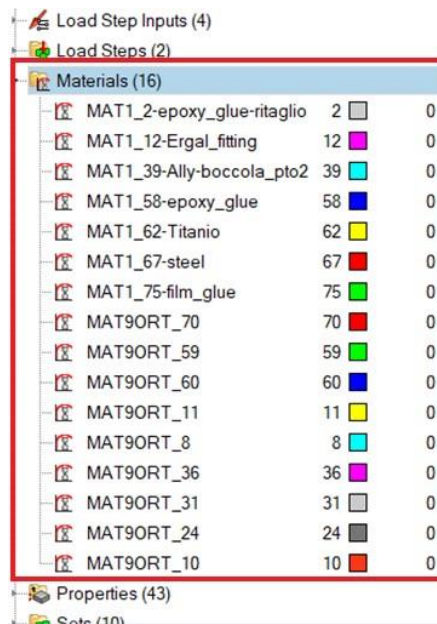 Load Step Inputs (4)
Load Steps (2)
Materials (16)
MAT1_2-epoxy_glue-ritaglio 2 0
MAT1_12-Ergal_fitting 12 0
MAT1_39-Ally-boccola_pto2 39 0
MAT1_58-epoxy_glue 58 0
MAT1_62-Titanio 62 0
MAT1_67-steel 67 0
MAT1_75-film_glue 75 0
MAT9ORT_70 70 0
MAT9ORT_59 59 0
MAT9ORT_60 60 0
MAT9ORT_11 11 0
MAT9ORT_8 8 0
MAT9ORT_36 36 0
MAT9ORT_31 31 0
MAT9ORT_24 24 0
MAT9ORT_10 10 0
Properties (43)
Sets (10)